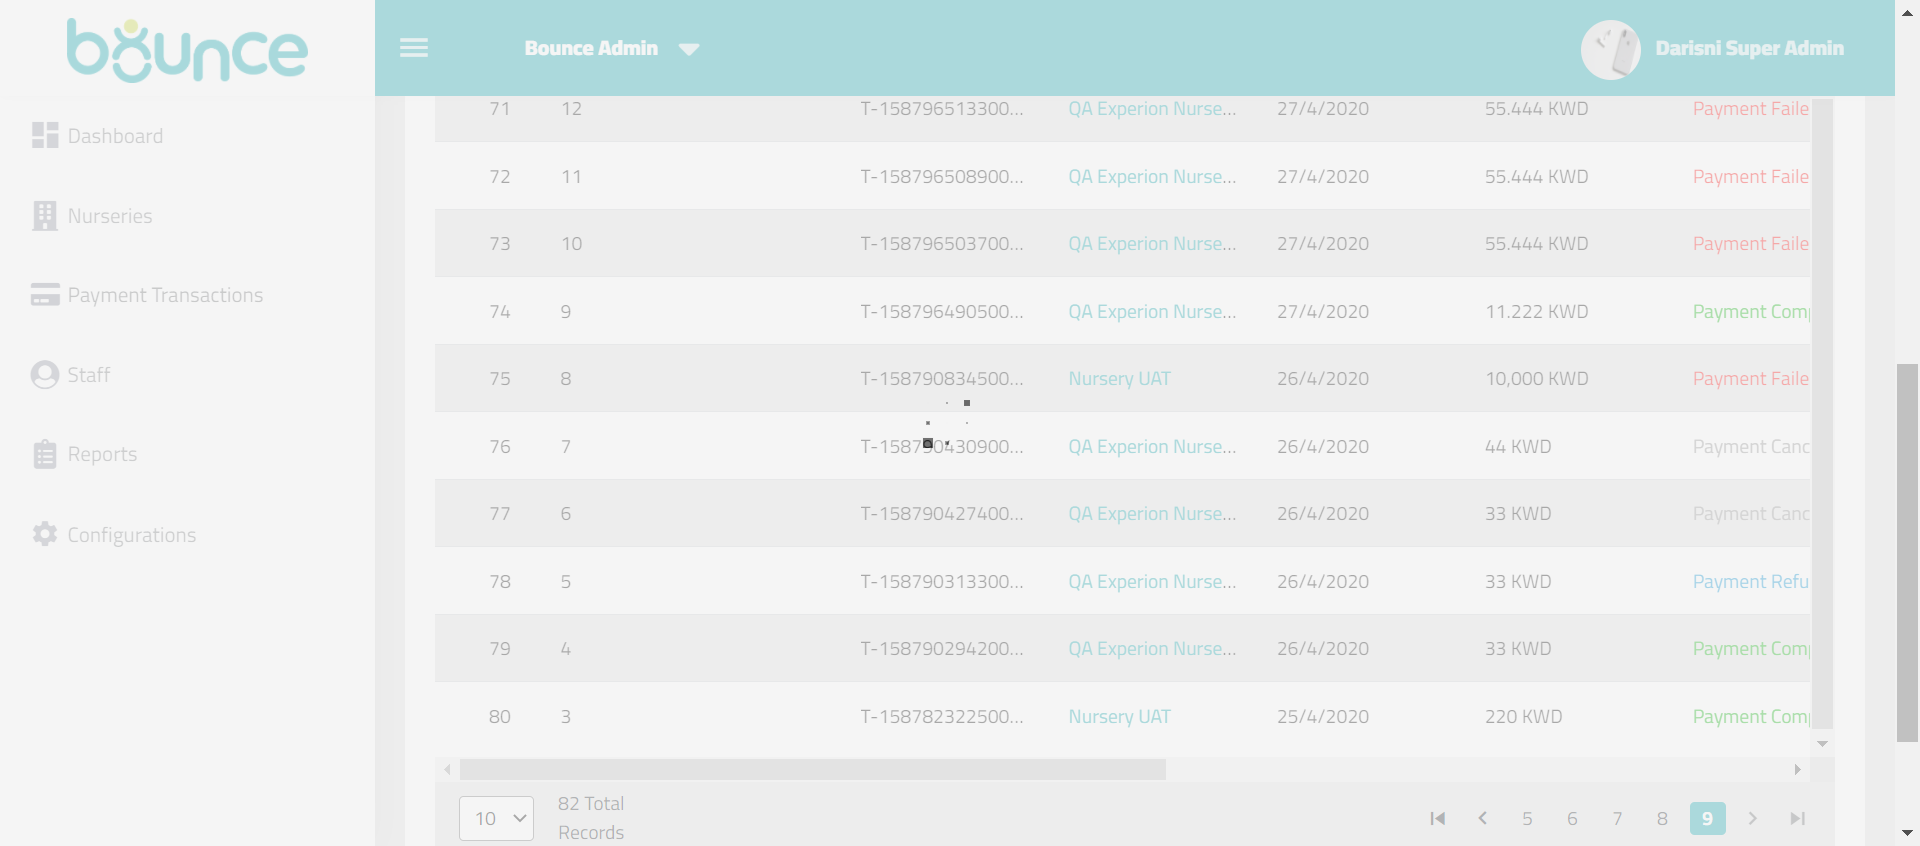 bounce
Bounce Admin
Darisni Super Admin
Dashboard
Nurseries
Payment Transactions
Staff
Reports
Configurations
71 12 T-158796513300... QA Experion Nurse... 27/4/2020 55.444 KWD Payment Faile
72 11 T-158796508900... QA Experion Nurse... 27/4/2020 55.444 KWD Payment Faile
73 10 T-158796503700... QA Experion Nurse... 27/4/2020 55.444 KWD Payment Faile
74 9 T-158796490500... QA Experion Nurse... 27/4/2020 11.222 KWD Payment Comp
75 8 T-158790834500... Nursery UAT 26/4/2020 10,000 KWD Payment Faile
76 7 T-158790430900... QA Experion Nurse... 26/4/2020 44 KWD Payment Canc
77 6 T-158790427400... QA Experion Nurse... 26/4/2020 33 KWD Payment Canc
78 5 T-158790313300... QA Experion Nurse... 26/4/2020 33 KWD Payment Refu
79 4 T-158790294200... QA Experion Nurse... 26/4/2020 33 KWD Payment Comp
80 3 T-158782322500... Nursery UAT 25/4/2020 220 KWD Payment Comp
10
82 Total
Records
5 6 7 8 9